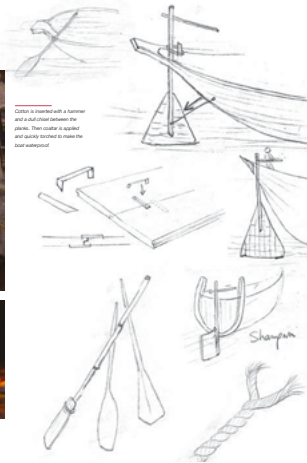 Cotton is inserted with a hammer
and a dull chisel between the
planks. Then coaltar is applied
and quickly torched to make the
boat waterproof.
Shampan